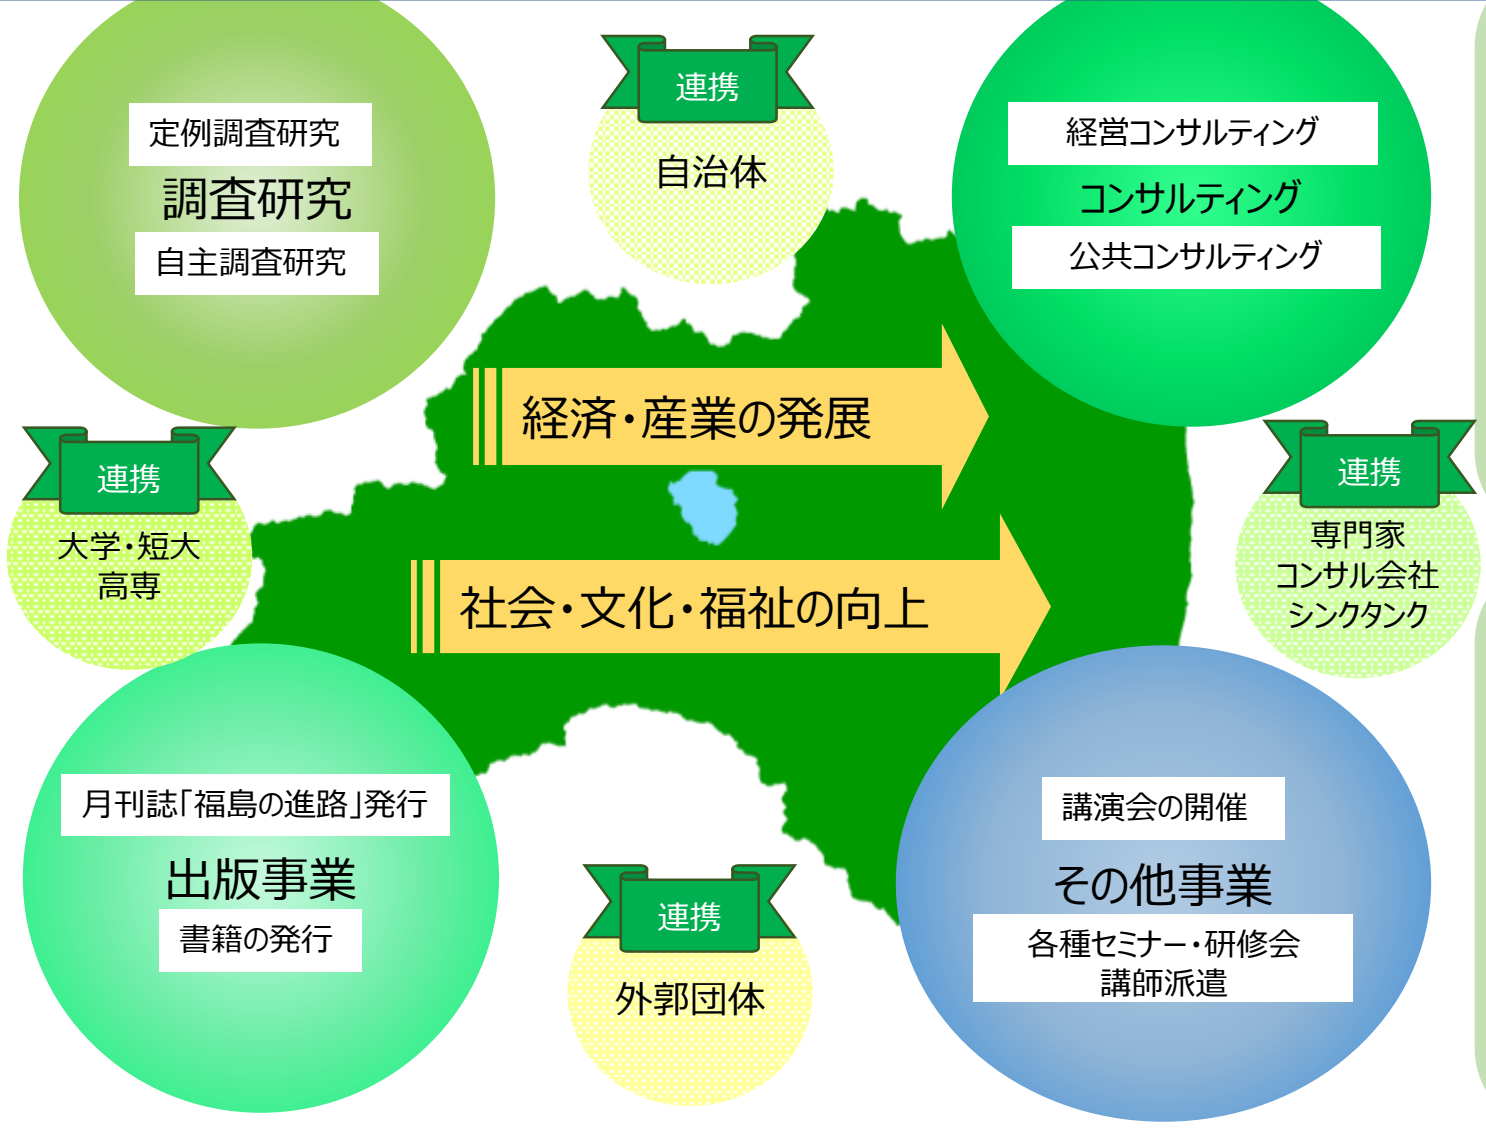 定例調査研究
調査研究
自主調査研究
連携
自治体
経営コンサルティング
コンサルティング
公共コンサルティング
経済・産業の発展
連携
大学・短大
高専
連携
専門家
コンサル会社
シンクタンク
社会・文化・福祉の向上
月刊誌「福島の進路」発行
出版事業
書籍の発行
連携
外郭団体
講演会の開催
その他事業
各種セミナー・研修会
講師派遣